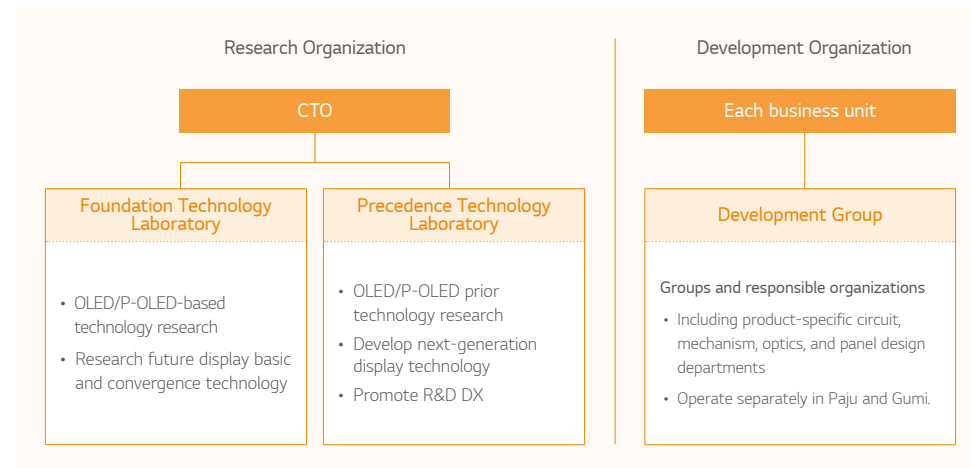 Research Organization
CTO
Foundation Technology
Laboratory
• OLED/P-OLED-based
technology research
• Research future display basic
and convergence technology
Precedence Technology
Laboratory
• OLED/P-OLED prior
technology research
• Develop next-generation
display technology
• Promote R&D DX
Development Organization
Each business unit
Development Group
Groups and responsible organizations
• Including product-specific circuit,
mechanism, optics, and panel design
departments
• Operate separately in Paju and Gumi.